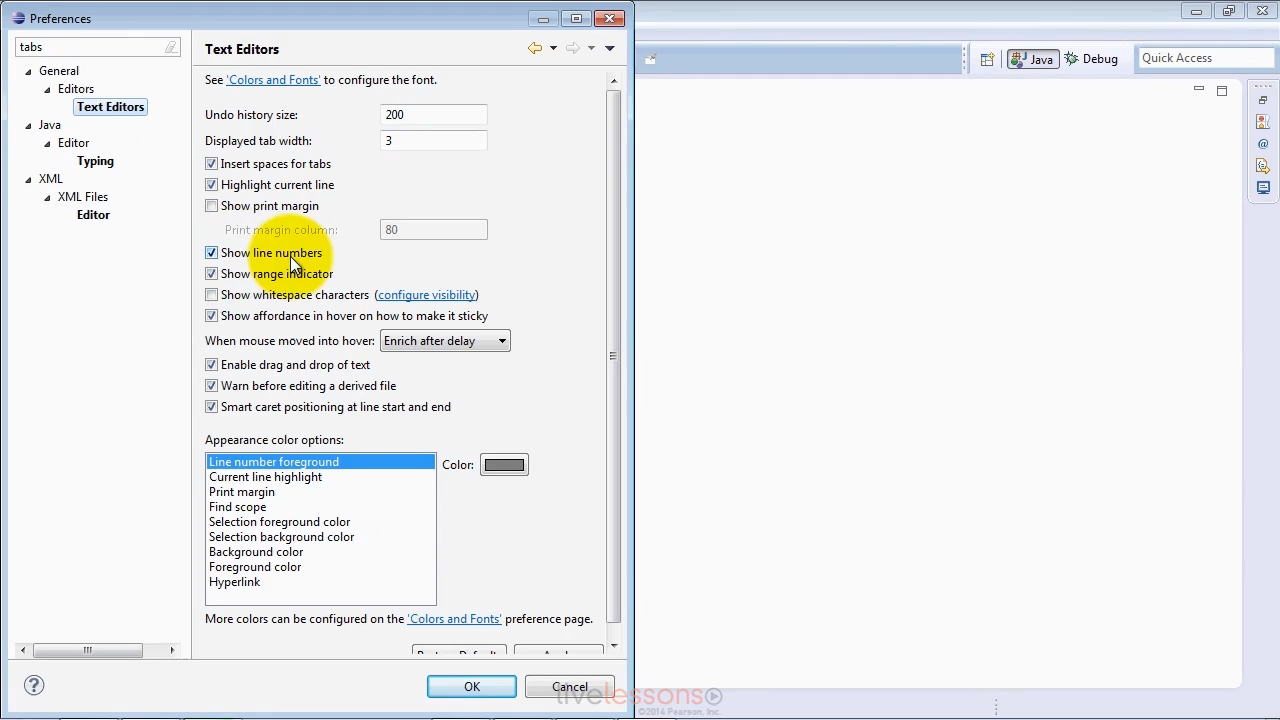 Preferences
tabs
General
Editors
Text Editors
Java
Editor
Typing
XML
XML Files
Editor
Text Editors
See 'Colors and Fonts' to configure the font.
Undo history size: 200
Displayed tab width: 3
Insert spaces for tabs
Highlight current line
Show print margin
Print margin column: 80
Show line numbers
Show range indicator
Show whitespace characters (configure visibility)
Show affordance in hover on how to make it sticky
When mouse moved into hover: Enrich after delay
Enable drag and drop of text
Warn before editing a derived file
Smart caret positioning at line start and end
Appearance color options:
Line number foreground
Current line highlight
Print margin
Find scope
Selection foreground color
Selection background color
Background color
Foreground color
Hyperlink
Color:
More colors can be configured on the 'Colors and Fonts' preference page.
OK
Cancel
Java
Debug
Quick Access
livelessons
©2014 Pearson, Inc.